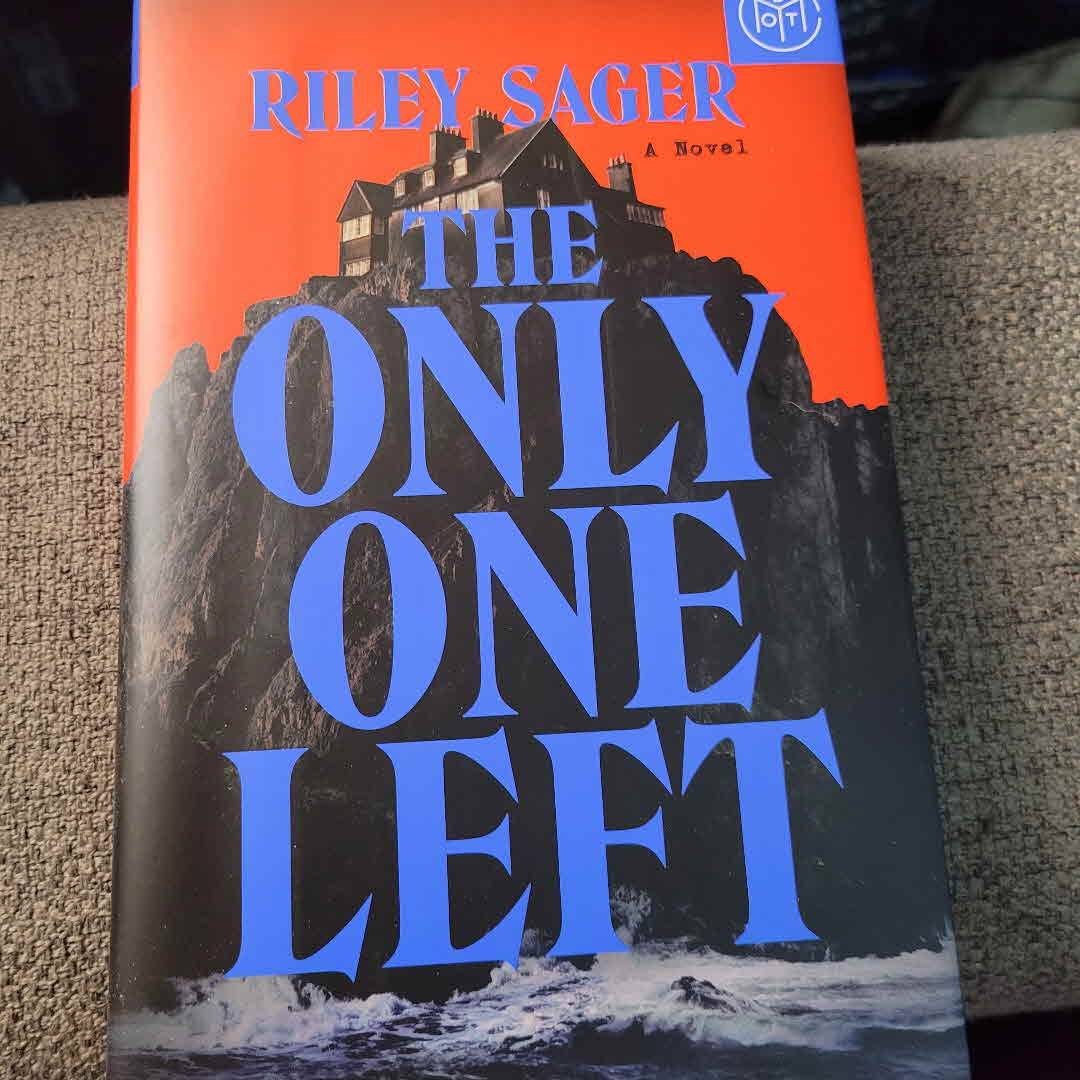 RILEY SAGER
A Novel
THE
ONLY
ONE
LEFT